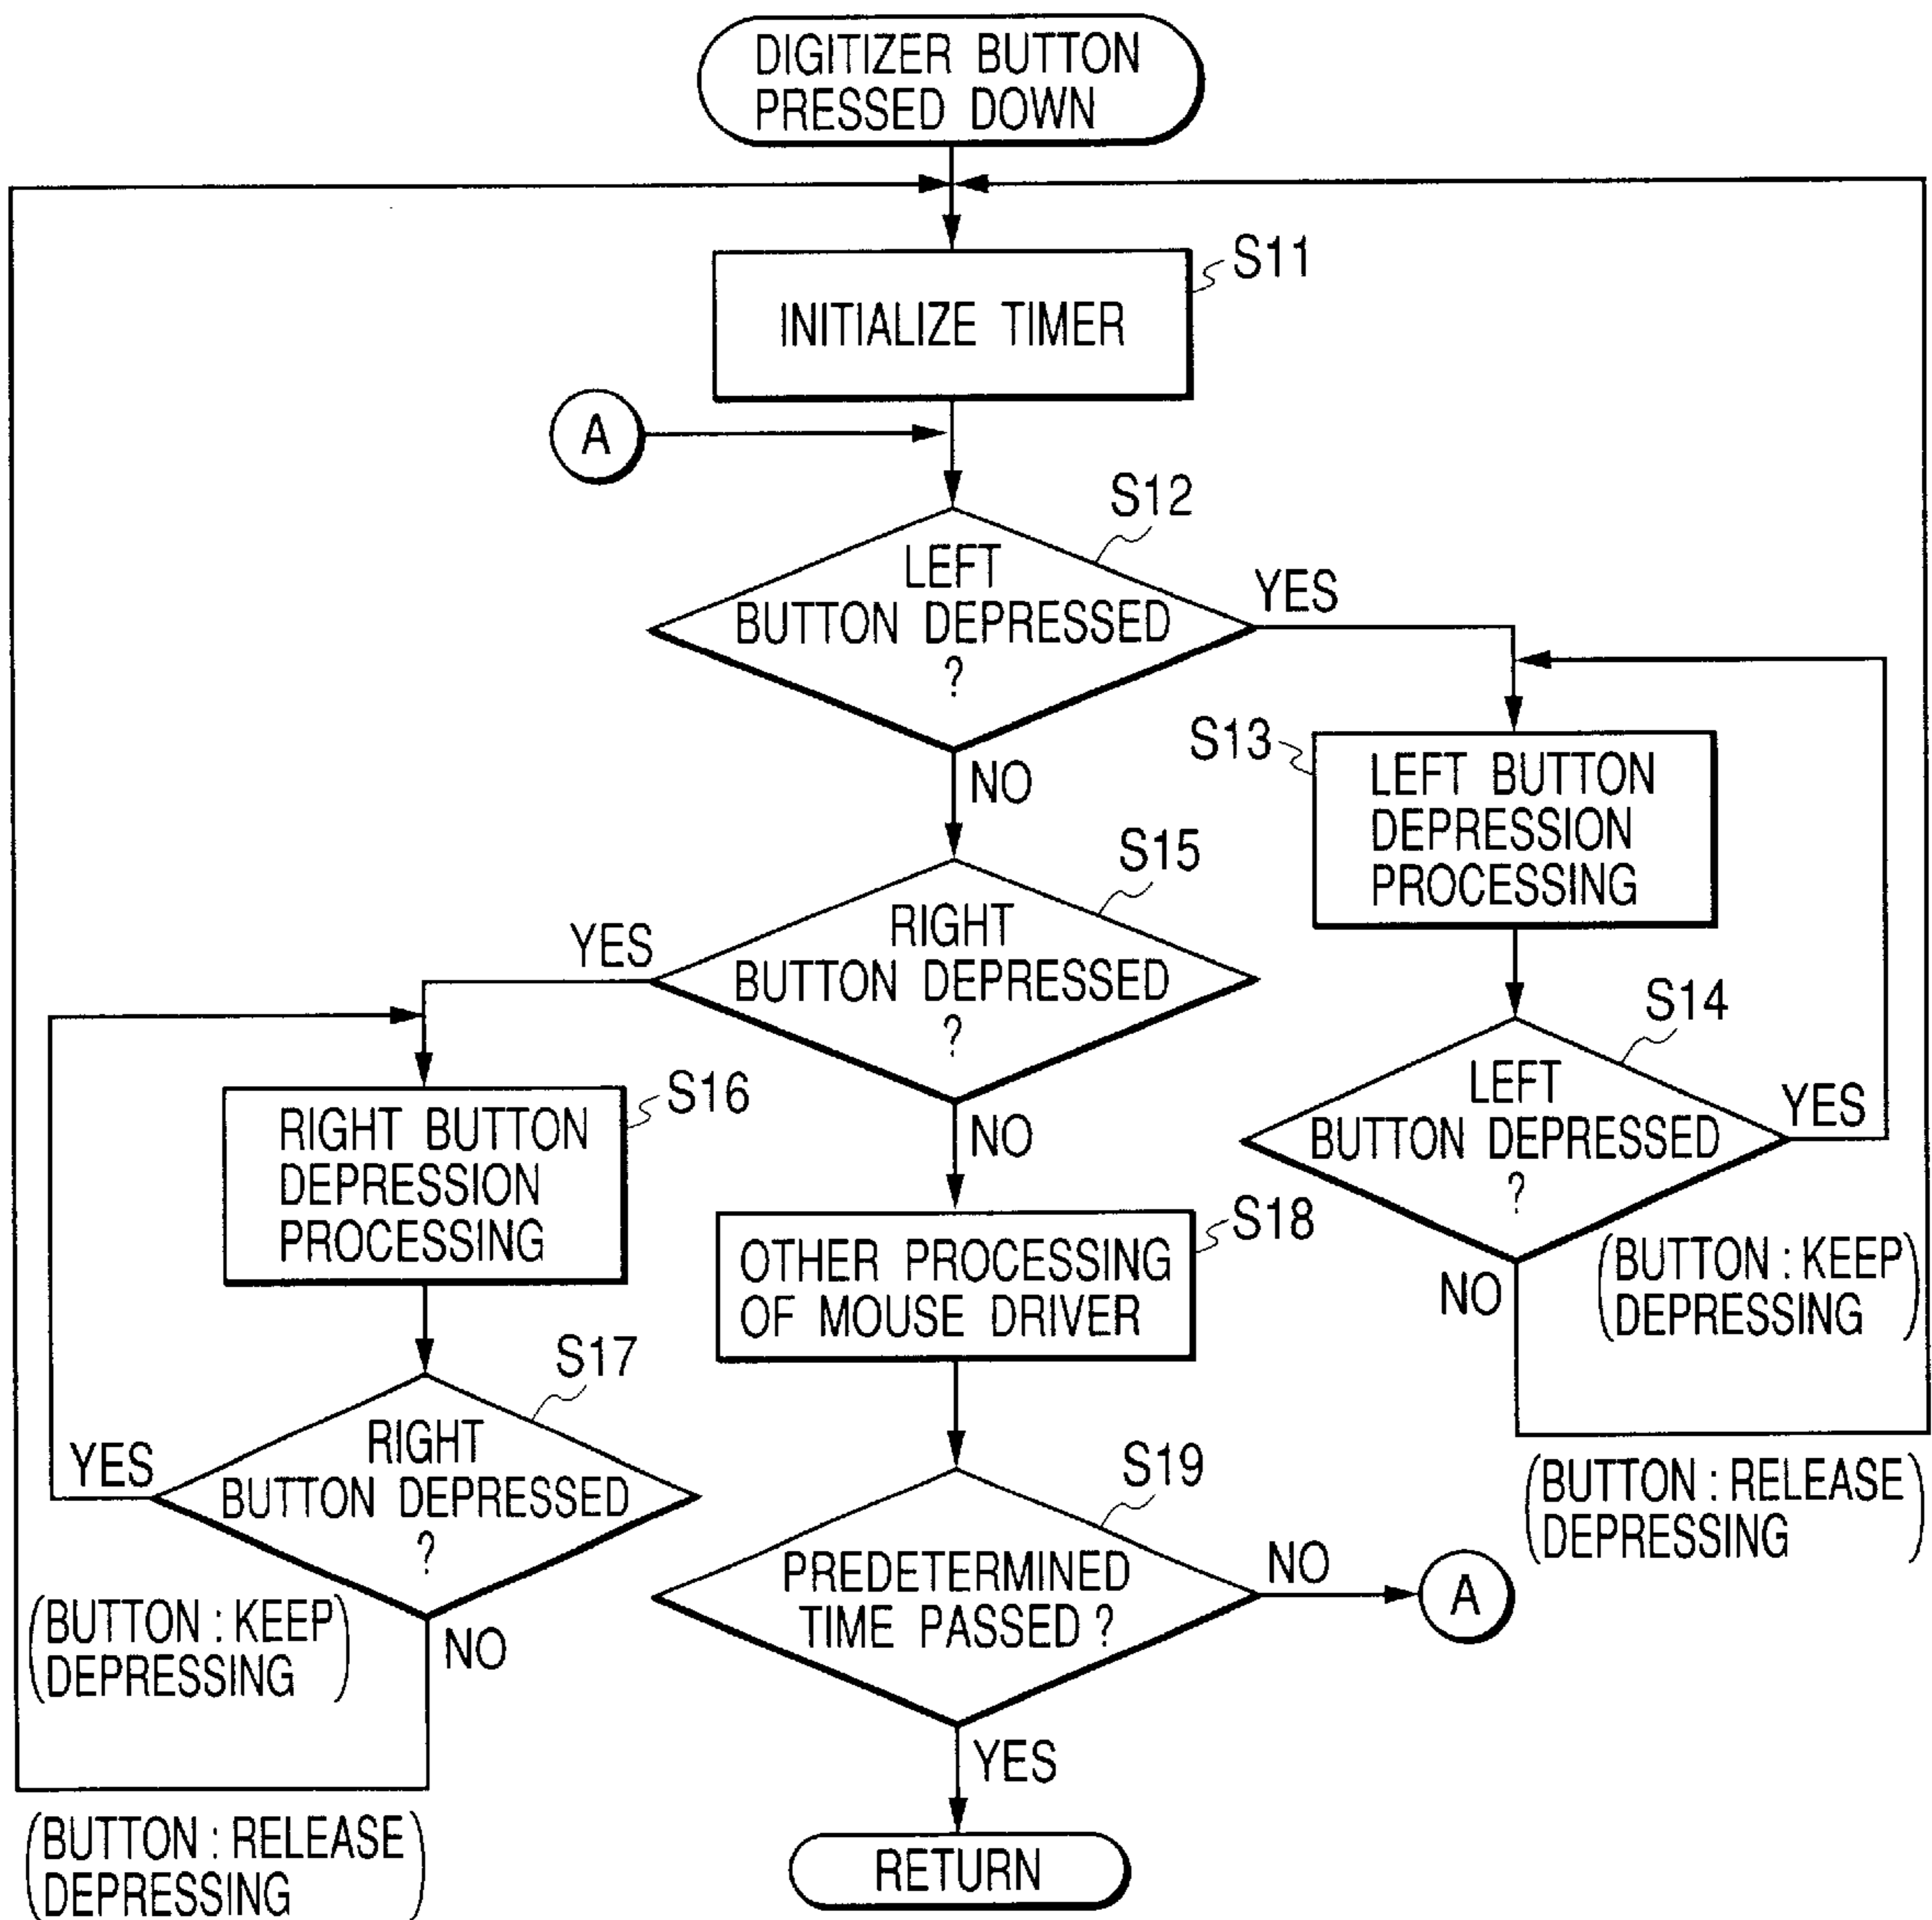 DIGITIZER BUTTON
PRESSED DOWN
S11
INITIALIZE TIMER
A
S12
LEFT
BUTTON DEPRESSED
?
YES
NO
S13
LEFT BUTTON
DEPRESSION
PROCESSING
S15
RIGHT
BUTTON DEPRESSED
?
YES
NO
S14
LEFT
BUTTON DEPRESSED
?
YES
(BUTTON : KEEP
DEPRESSING)
NO
(BUTTON : RELEASE
DEPRESSING)
S16
RIGHT BUTTON
DEPRESSION
PROCESSING
S18
OTHER PROCESSING
OF MOUSE DRIVER
S17
RIGHT
BUTTON DEPRESSED
?
YES
(BUTTON : KEEP
DEPRESSING)
NO
(BUTTON : RELEASE
DEPRESSING)
S19
PREDETERMINED
TIME PASSED ?
NO
A
YES
RETURN